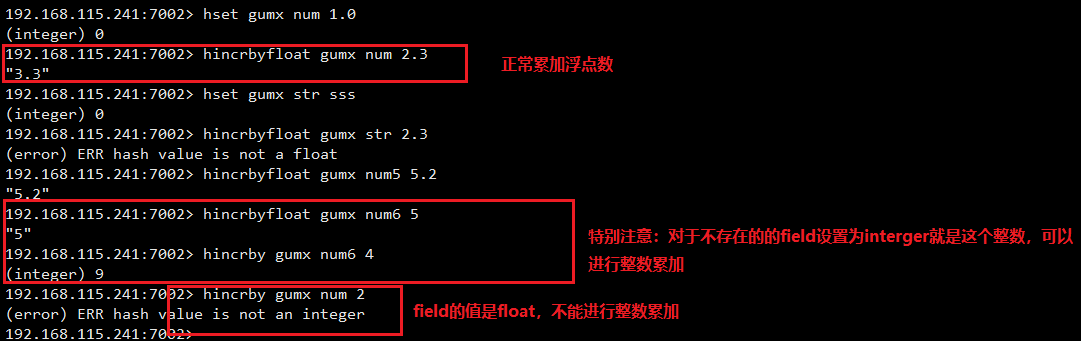 192.168.115.241:7002> hset gumx num 1.0
(integer) 0
192.168.115.241:7002> hincrbyfloat gumx num 2.3
"3.3"
正常累加浮点数
192.168.115.241:7002> hset gumx str sss
(integer) 0
192.168.115.241:7002> hincrbyfloat gumx str 2.3
(error) ERR hash value is not a float
192.168.115.241:7002> hincrbyfloat gumx num5 5.2
"5.2"
192.168.115.241:7002> hincrbyfloat gumx num6 5
"5"
192.168.115.241:7002> hincrby gumx num6 4
(integer) 9
特别注意：对于不存在的的field设置为interger就是这个整数，可以
进行整数累加
192.168.115.241:7002> hincrby gumx num 2
(error) ERR hash value is not an integer
field的值是float，不能进行整数累加
192.168.115.241:7002>